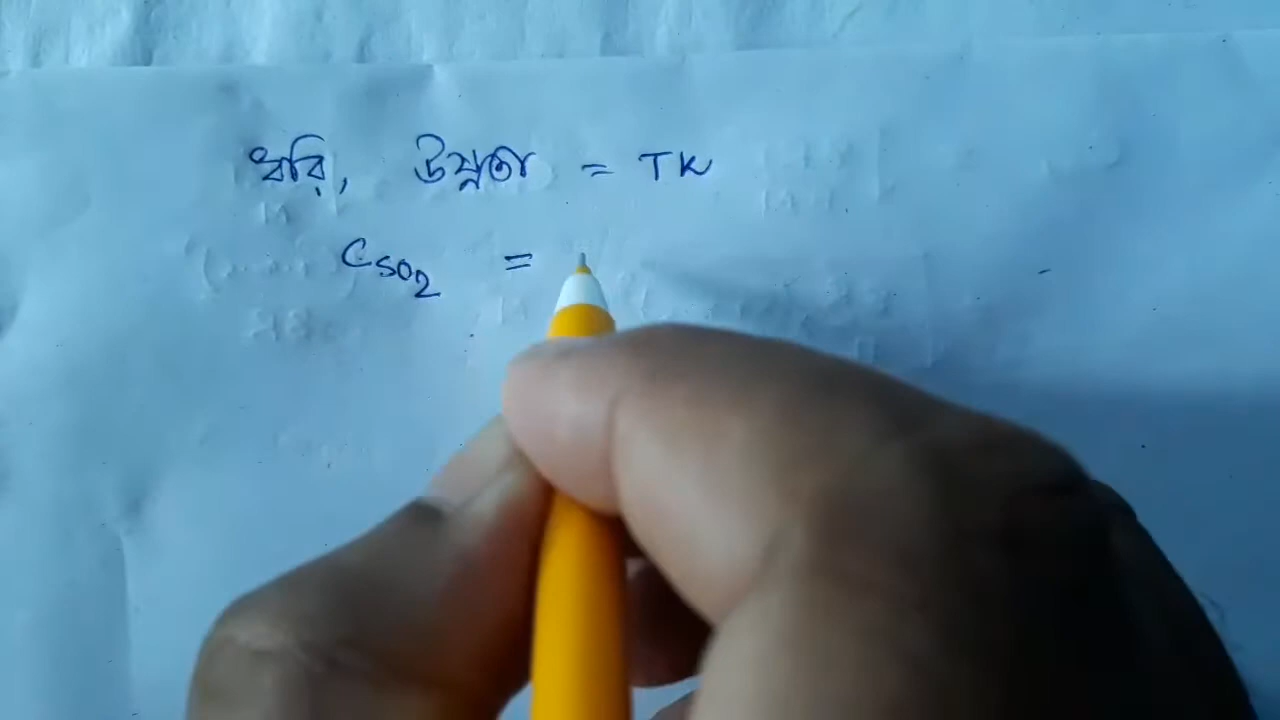 ধরি, উষ্ণতা = TK
CSO2 =